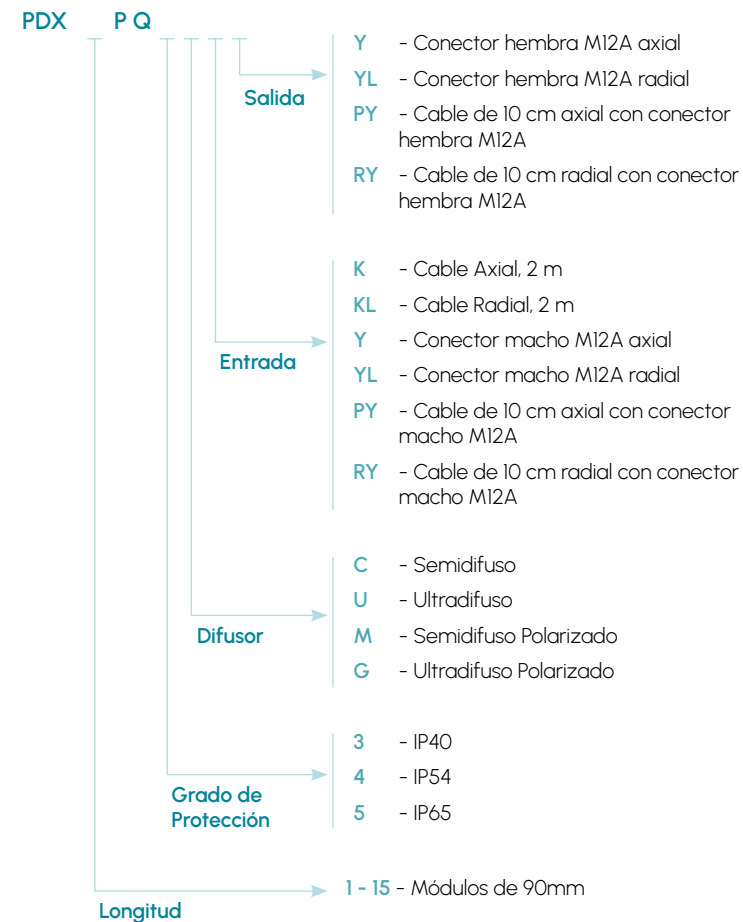 PDX P Q
Y - Conector hembra M12A axial
YL - Conector hembra M12A radial
PY - Cable de 10 cm axial con conector
hembra M12A
RY - Cable de 10 cm radial con conector
hembra M12A
Salida
K - Cable Axial, 2 m
KL - Cable Radial, 2 m
Y - Conector macho M12A axial
YL - Conector macho M12A radial
PY - Cable de 10 cm axial con conector
macho M12A
RY - Cable de 10 cm radial con conector
macho M12A
Entrada
C - Semidifuso
U - Ultradifuso
M - Semidifuso Polarizado
G - Ultradifuso Polarizado
Difusor
3 - IP40
4 - IP54
5 - IP65
Grado de
Protección
1 - 15 - Módulos de 90mm
Longitud